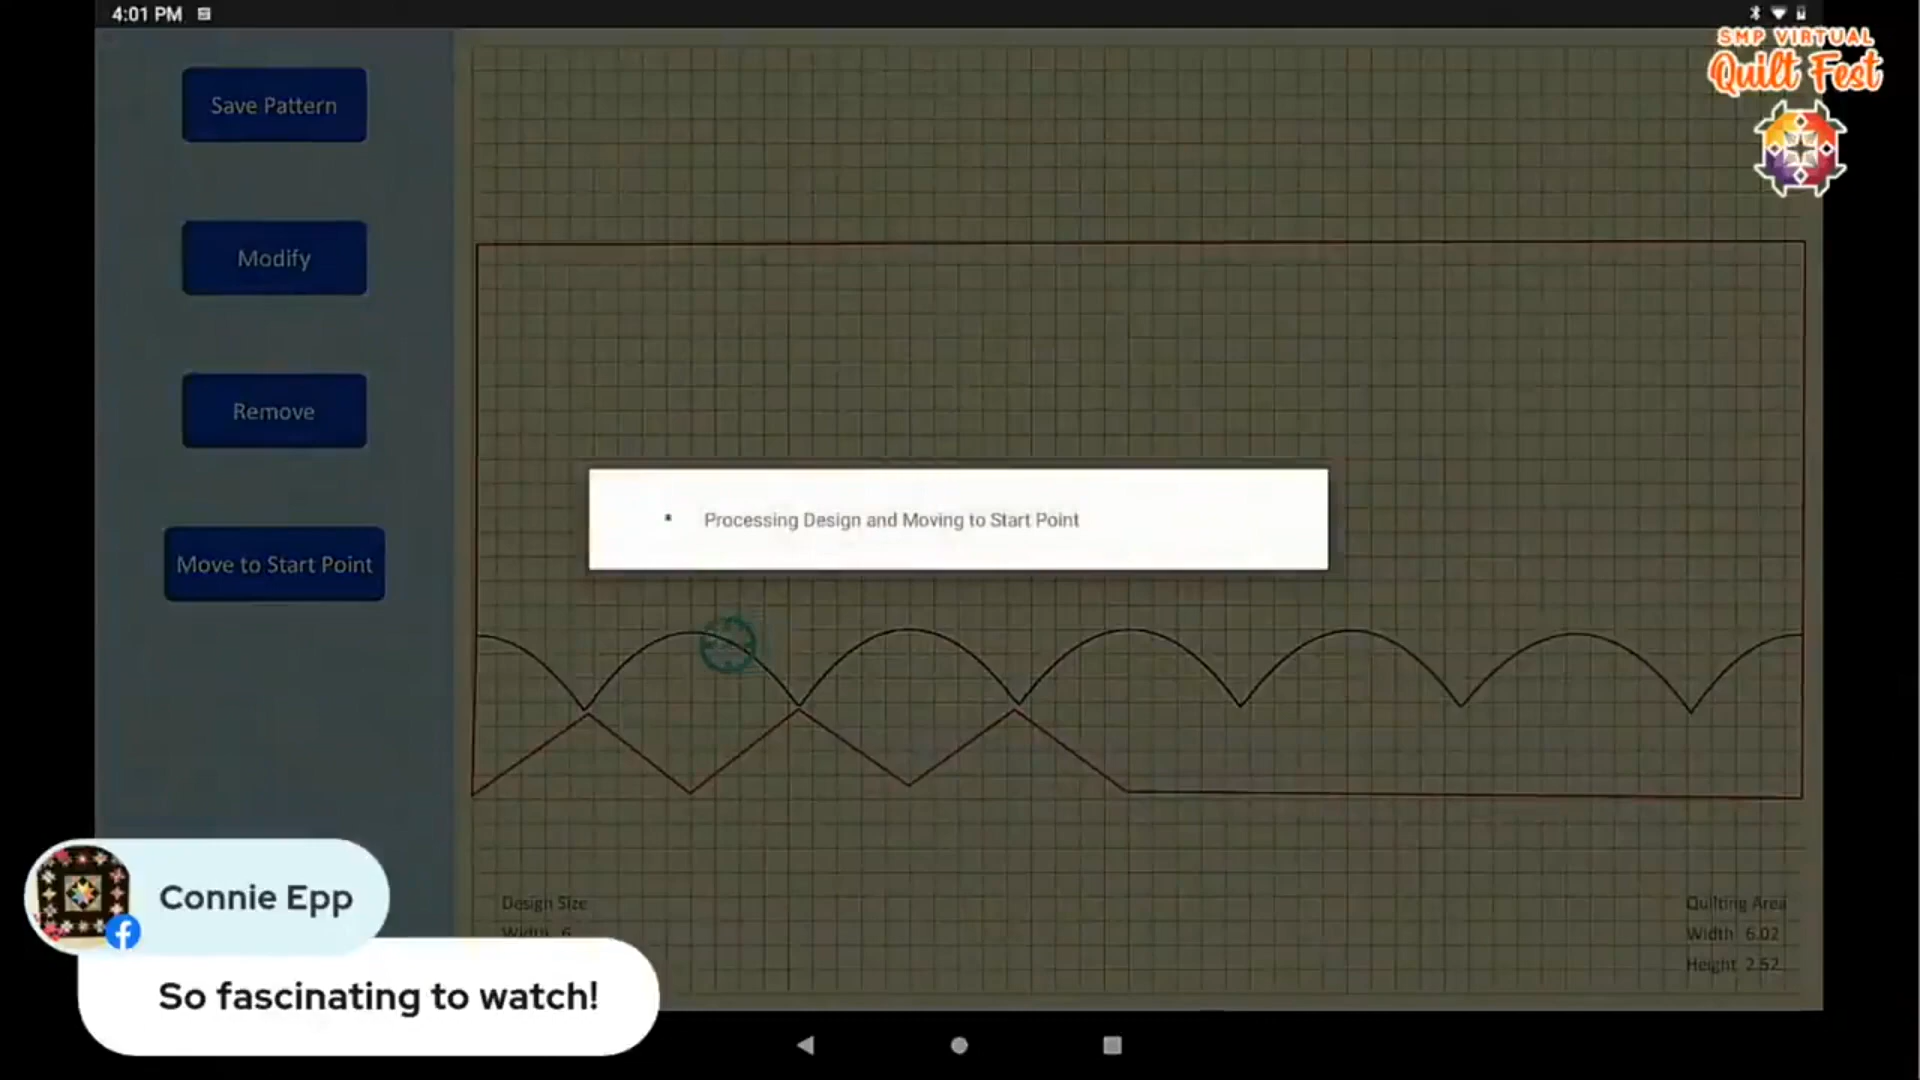 4:01 PM
SMP VIRTUAL
Quilt Fest
Save Pattern
Modify
Remove
Move to Start Point
Processing Design and Moving to Start Point
Design Size
Width 6
Quilting Area
Width 6.02
Height 2.52
Connie Epp
So fascinating to watch!